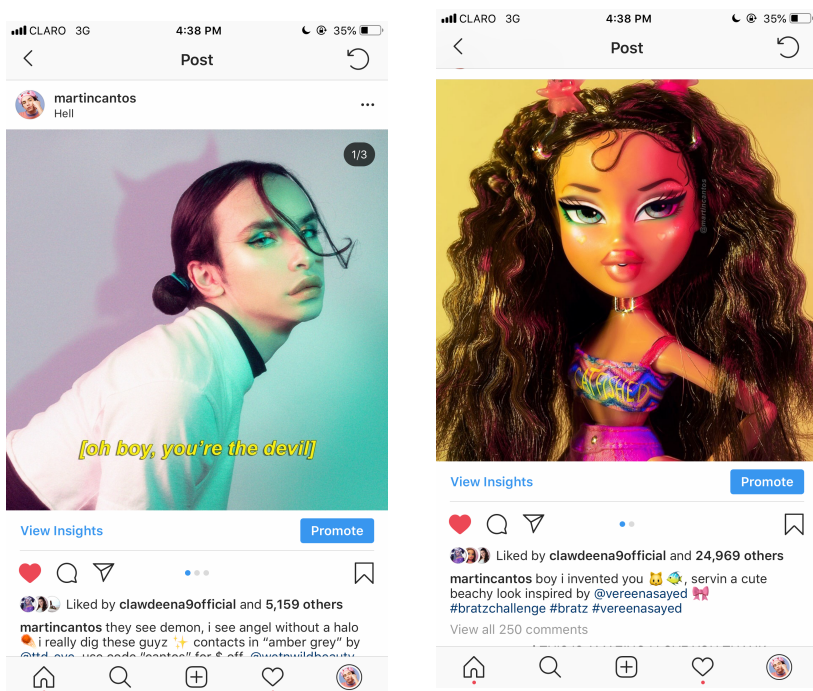 CLARO 3G 4:38 PM 35%
Post
martincantos
Hell
1/3
[oh boy, you're the devil]
View Insights Promote
Liked by clawdeena9official and 5,159 others
martincantos they see demon, i see angel without a halo
i really dig these guyz ✨ contacts in “amber grey” by
CLARO 3G 4:38 PM 35%
Post
@martincantos
CATFISHED
View Insights Promote
Liked by clawdeena9official and 24,969 others
martincantos boy i invented you 🐱 🐠, servin a cute
beachy look inspired by @vereenasayed 🎀
#bratzchallenge #bratz #vereenasayed
View all 250 comments